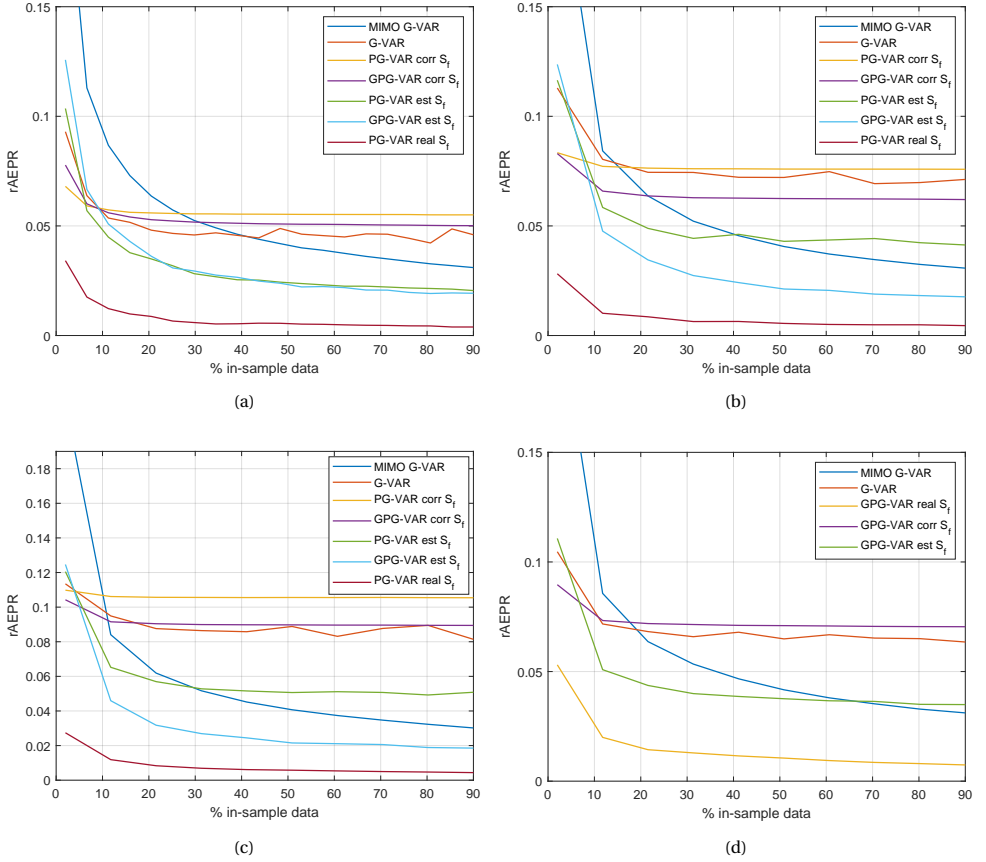 0.15
0.1
0.05
0
rAEPR
0 10 20 30 40 50 60 70 80 90
% in-sample data
MIMO G-VAR
G-VAR
PG-VAR corr S_f
GPG-VAR corr S_f
PG-VAR est S_f
GPG-VAR est S_f
PG-VAR real S_f
(a)
0.15
0.1
0.05
0
rAEPR
0 10 20 30 40 50 60 70 80 90
% in-sample data
MIMO G-VAR
G-VAR
PG-VAR corr S_f
GPG-VAR corr S_f
PG-VAR est S_f
GPG-VAR est S_f
PG-VAR real S_f
(b)
0.18
0.16
0.14
0.12
0.1
0.08
0.06
0.04
0.02
0
rAEPR
0 10 20 30 40 50 60 70 80 90
% in-sample data
MIMO G-VAR
G-VAR
PG-VAR corr S_f
GPG-VAR corr S_f
PG-VAR est S_f
GPG-VAR est S_f
PG-VAR real S_f
(c)
0.15
0.1
0.05
0
rAEPR
0 10 20 30 40 50 60 70 80 90
% in-sample data
MIMO G-VAR
G-VAR
GPG-VAR real S_f
GPG-VAR corr S_f
GPG-VAR est S_f
(d)